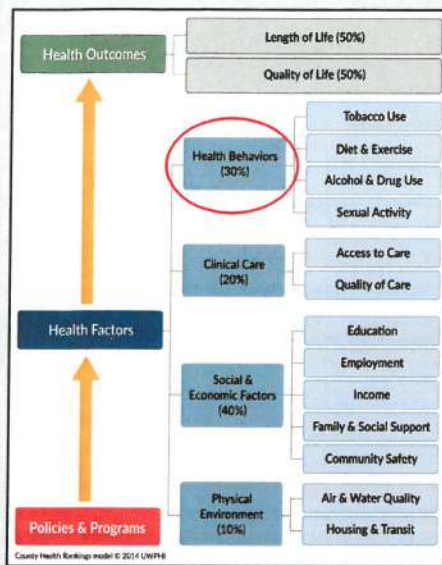 Health Outcomes
Length of Life (50%)
Quality of Life (50%)
Health Behaviors
(30%)
Tobacco Use
Diet & Exercise
Alcohol & Drug Use
Sexual Activity
Clinical Care
(20%)
Access to Care
Quality of Care
Health Factors
Social &
Economic Factors
(40%)
Education
Employment
Income
Family & Social Support
Community Safety
Policies & Programs
Physical
Environment
(10%)
Air & Water Quality
Housing & Transit
County Health Rankings model © 2014 UWPHI